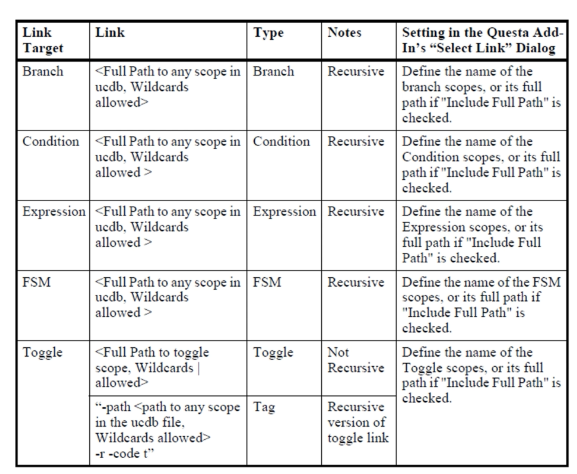 Link Target
Link
Type
Notes
Setting in the Questa Add-In's "Select Link" Dialog
Branch
<Full Path to any scope in
ucdb, Wildcards
allowed>
Branch
Recursive
Define the name of the
branch scopes, or its full
path if "Include Full Path" is
checked.
Condition
<Full Path to any scope in
ucdb, Wildcards
allowed >
Condition
Recursive
Define the name of the
Condition scopes, or its full
path if "Include Full Path" is
checked.
Expression
<Full Path to any scope in
ucdb, Wildcards
allowed >
Expression
Recursive
Define the name of the
Expression scopes, or its
full path if "Include Full
Path" is checked.
FSM
<Full Path to any scope in
ucdb, Wildcards
allowed >
FSM
Recursive
Define the name of the FSM
scopes, or its full path if
"Include Full Path" is
checked.
Toggle
<Full Path to toggle
scope, Wildcards |
allowed>
Toggle
Not
Recursive
Define the name of the
Toggle scopes, or its full
path if "Include Full Path" is
checked.
"-path <path to any scope
in the ucdb file,
Wildcards allowed>
-r -code t"
Tag
Recursive
version of
toggle link